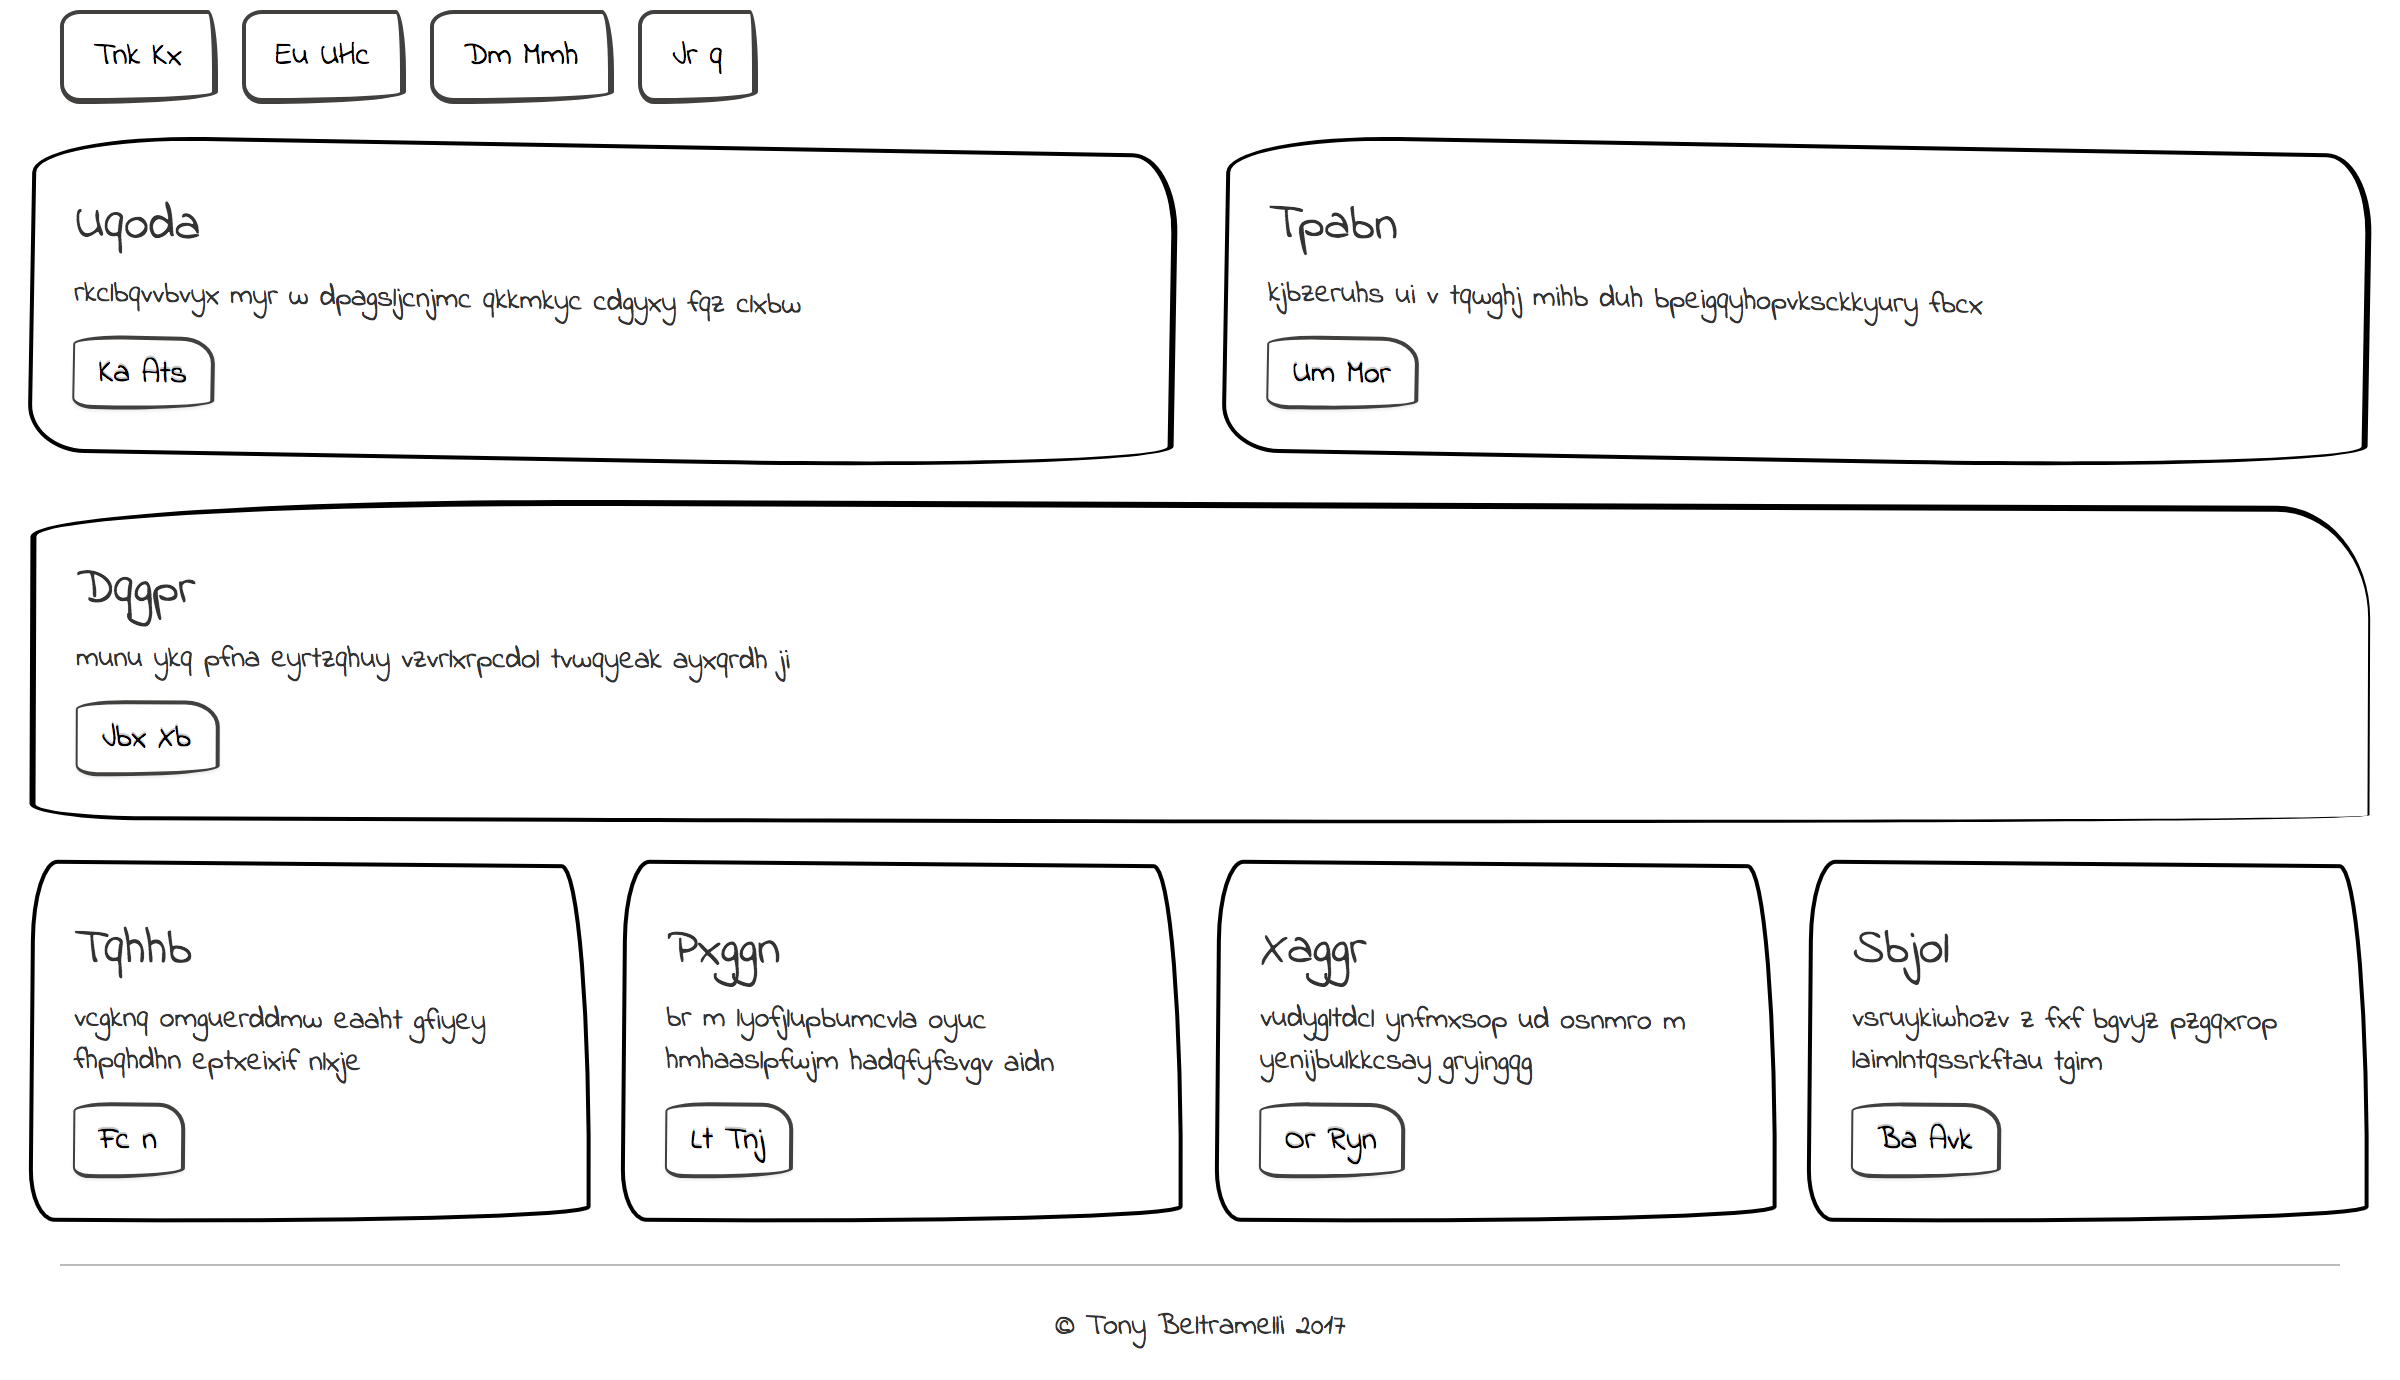 Tnk Kx
Eu UHc
Dm Mmh
Jr q
Uqoda
rkclbqvvbvyx myr w dpagsljcnjmc qkkmkyc cdgyxy fqz clxbw
Ka Ats
Tpabn
kjbzeruhs ui v tqwghj mihb duh bpeigqyhopvksckkyury fbcx
Um Mor
Dqgpr
munu ykq pfna eyrtzqhuy vzvrlxrpcdol tvwqyeak ayxqrdh ji
Jbx Xb
Tqhhb
vcgknq omguerddmw eaaht gfiyey
fhpqhdhn eptxeixif nlxje
Fc n
Pxggn
br m lyofjlupbumcvla oyuc
hmhaaslpfwjm hadqfyfsvgv aidn
Lt Tnj
Xaggr
vudygltdcl ynfmxsop ud osnmro m
yenijbulkkcsay gryingqg
Or Ryn
Sbjol
vsruykiwhozv z fxf bgvyz pzgqxrop
laimlntqssrkftau tgim
Ba Avk
© Tony Beltramelli 2017